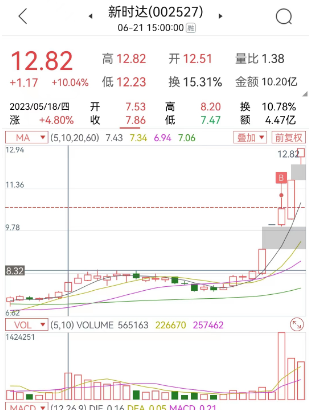 新时达(002527)
06-21 15:00:00
12.82 高 12.82 开 12.51 量比 1.38
+1.17 +10.04% 低 12.23 换 15.31% 金额 10.20亿
2023/05/18/四 开 7.53 高 8.20 换 10.78%
涨 +4.80% 收 7.86 低 7.47 额 4.47亿
MA (5,10,20,60) 7.43 7.34 6.94 7.06 叠加 前复权
12.94
12.82
11.36
B
9.78
8.32
6.62
VOL (5,10) VOLUME 565163 226670 257462
1424251
MACD (12,26,9) DIF 0.16 DEA 0.05 MACD 0.21